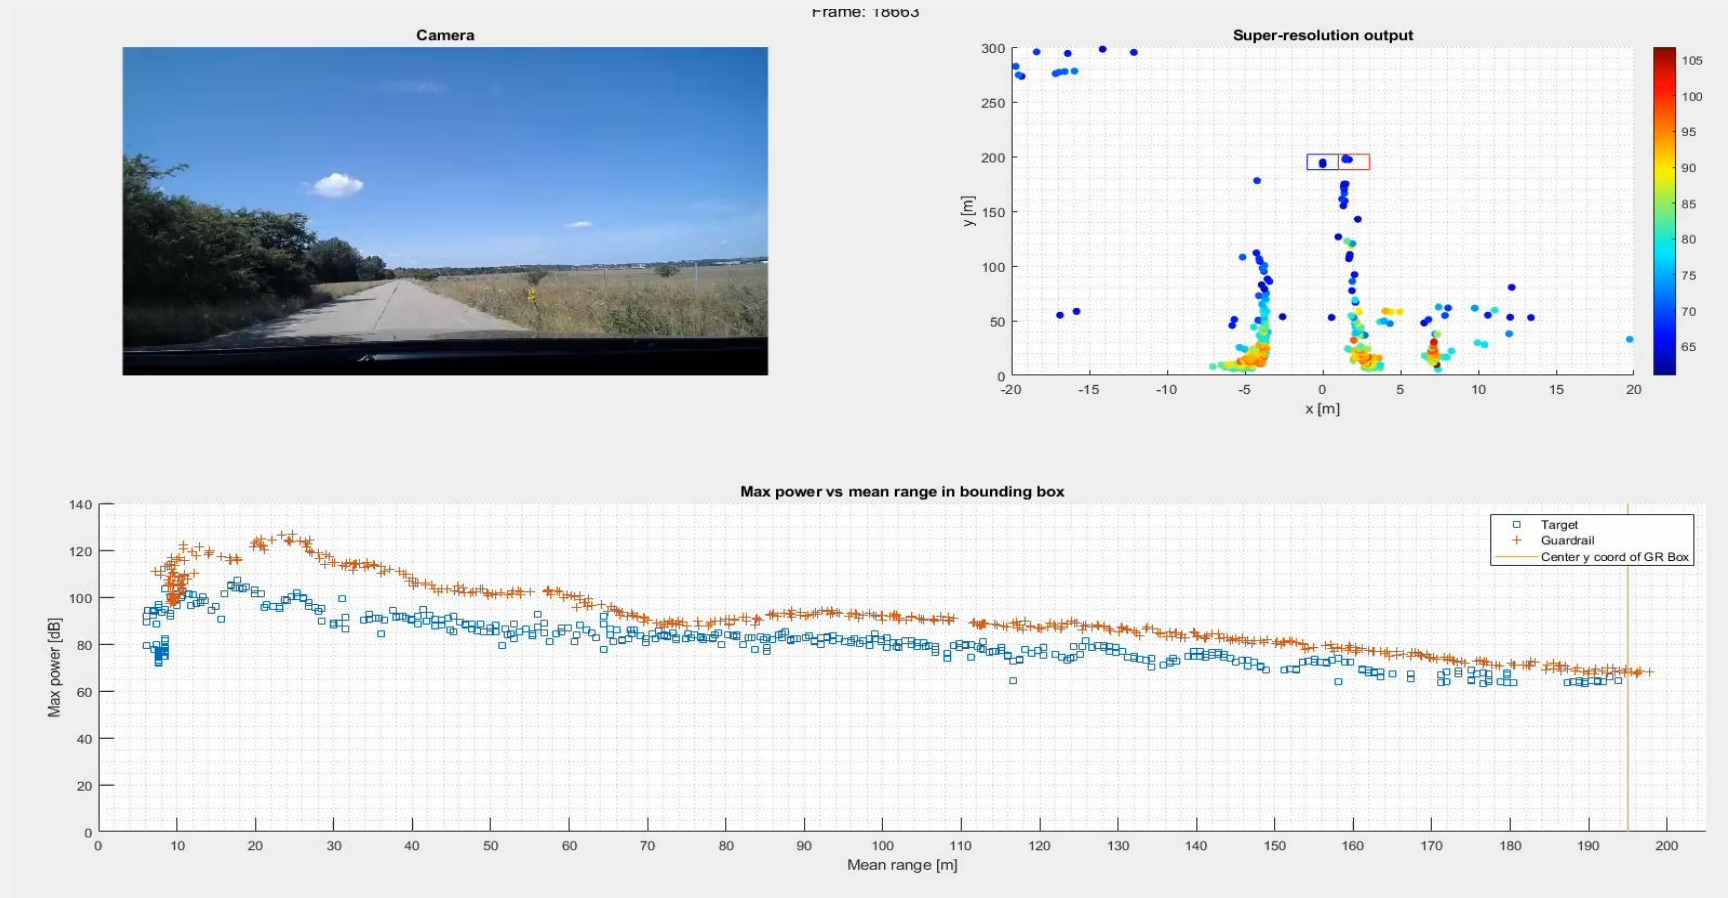 Frame: 18663
Camera
Super-resolution output
300
250
200
150
100
50
0
y [m]
-20 -15 -10 -5 0 5 10 15 20
x [m]
105
100
95
90
85
80
75
70
65
Max power vs mean range in bounding box
140
120
100
80
60
40
20
0
Max power [dB]
Target
Guardrail
Center y coord of GR Box
0 10 20 30 40 50 60 70 80 90 100 110 120 130 140 150 160 170 180 190 200
Mean range [m]